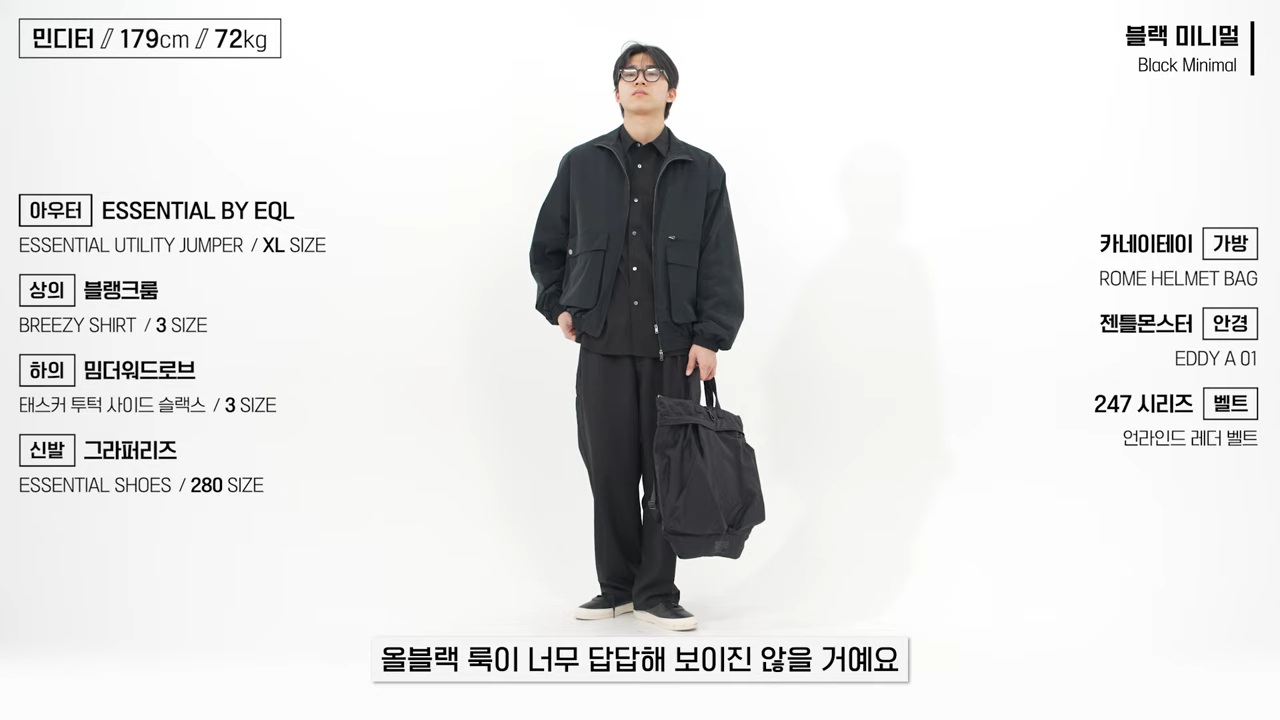 민디터 // 179cm // 72kg
블랙 미니멀
Black Minimal
아우터 ESSENTIAL BY EQL
ESSENTIAL UTILITY JUMPER / XL SIZE
상의 블랭크룸
BREEZY SHIRT / 3 SIZE
하의 밈더워드로브
태스커 투턱 사이드 슬랙스 / 3 SIZE
신발 그라퍼리즈
ESSENTIAL SHOES / 280 SIZE
카네이테이 가방
ROME HELMET BAG
젠틀몬스터 안경
EDDY A 01
247 시리즈 벨트
언라인드 레더 벨트
올블랙 룩이 너무 답답해 보이진 않을 거예요